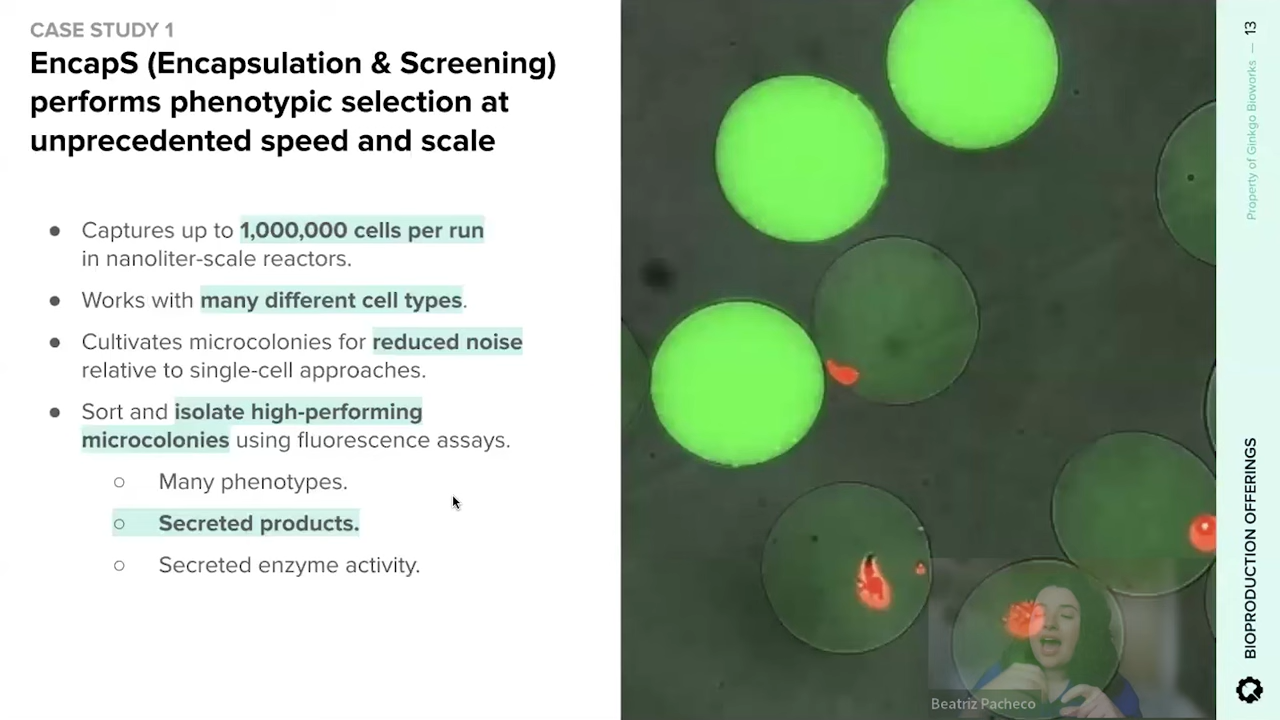 CASE STUDY 1
EncapS (Encapsulation & Screening)
performs phenotypic selection at
unprecedented speed and scale
● Captures up to 1,000,000 cells per run
in nanoliter-scale reactors.
● Works with many different cell types.
● Cultivates microcolonies for reduced noise
relative to single-cell approaches.
● Sort and isolate high-performing
microcolonies using fluorescence assays.
○ Many phenotypes.
○ Secreted products.
○ Secreted enzyme activity.
Property of Ginkgo Bioworks — 13
BIOPRODUCTION OFFERINGS
Beatriz Pacheco